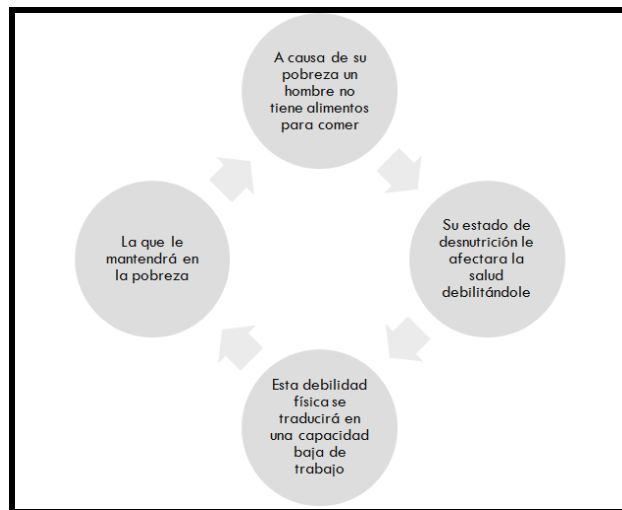 A causa de su
pobreza un
hombre no
tiene alimentos
para comer
Su estado de
desnutrición le
afectara la
salud
debilitándole
Esta debilidad
física se
traducirá en
una capacidad
baja de
trabajo
La que le
mantendrá en
la pobreza